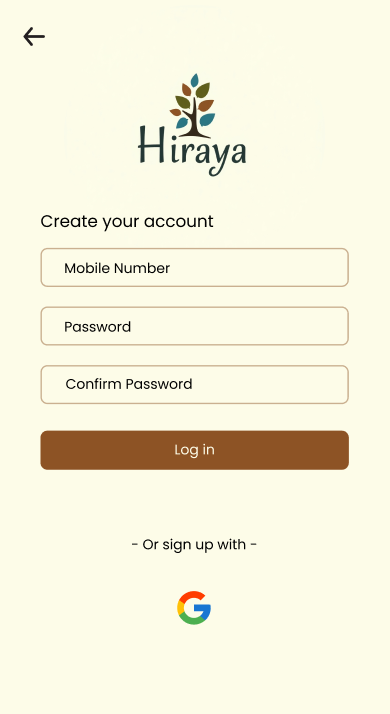 Hiraya
Create your account
Mobile Number
Password
Confirm Password
Log in
- Or sign up with -